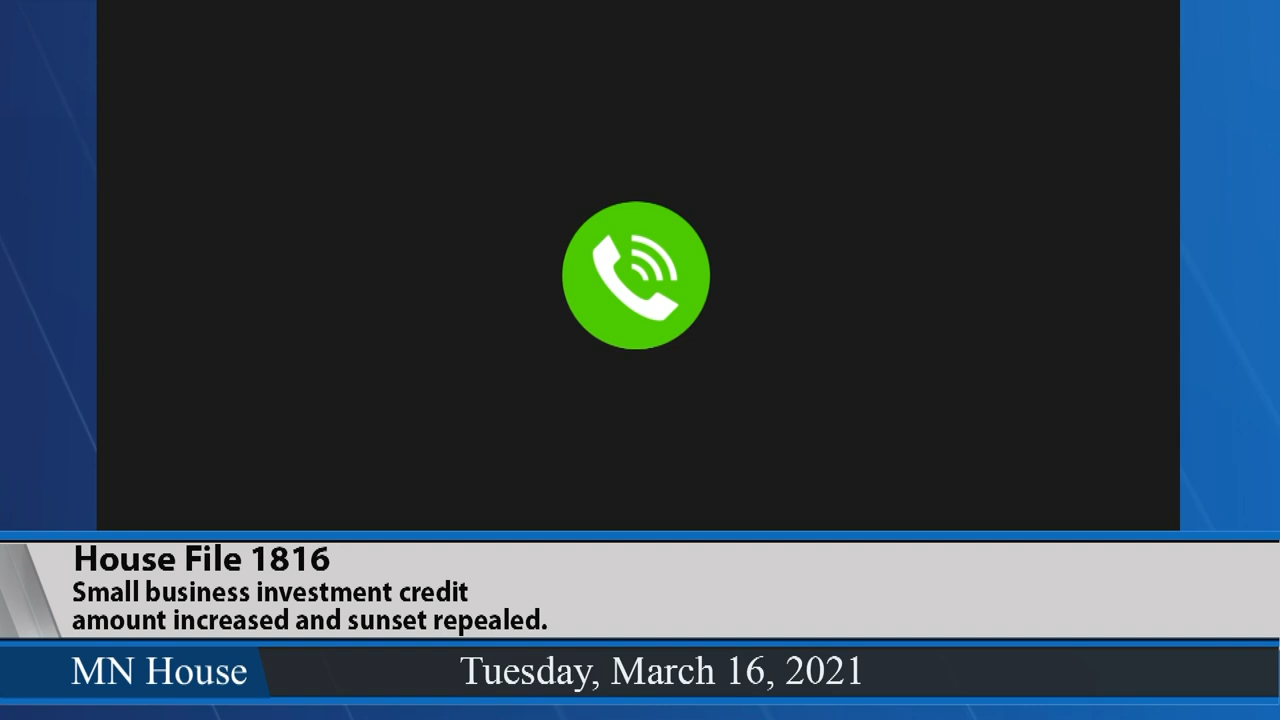 House File 1816
Small business investment credit
amount increased and sunset repealed.
MN House
Tuesday, March 16, 2021